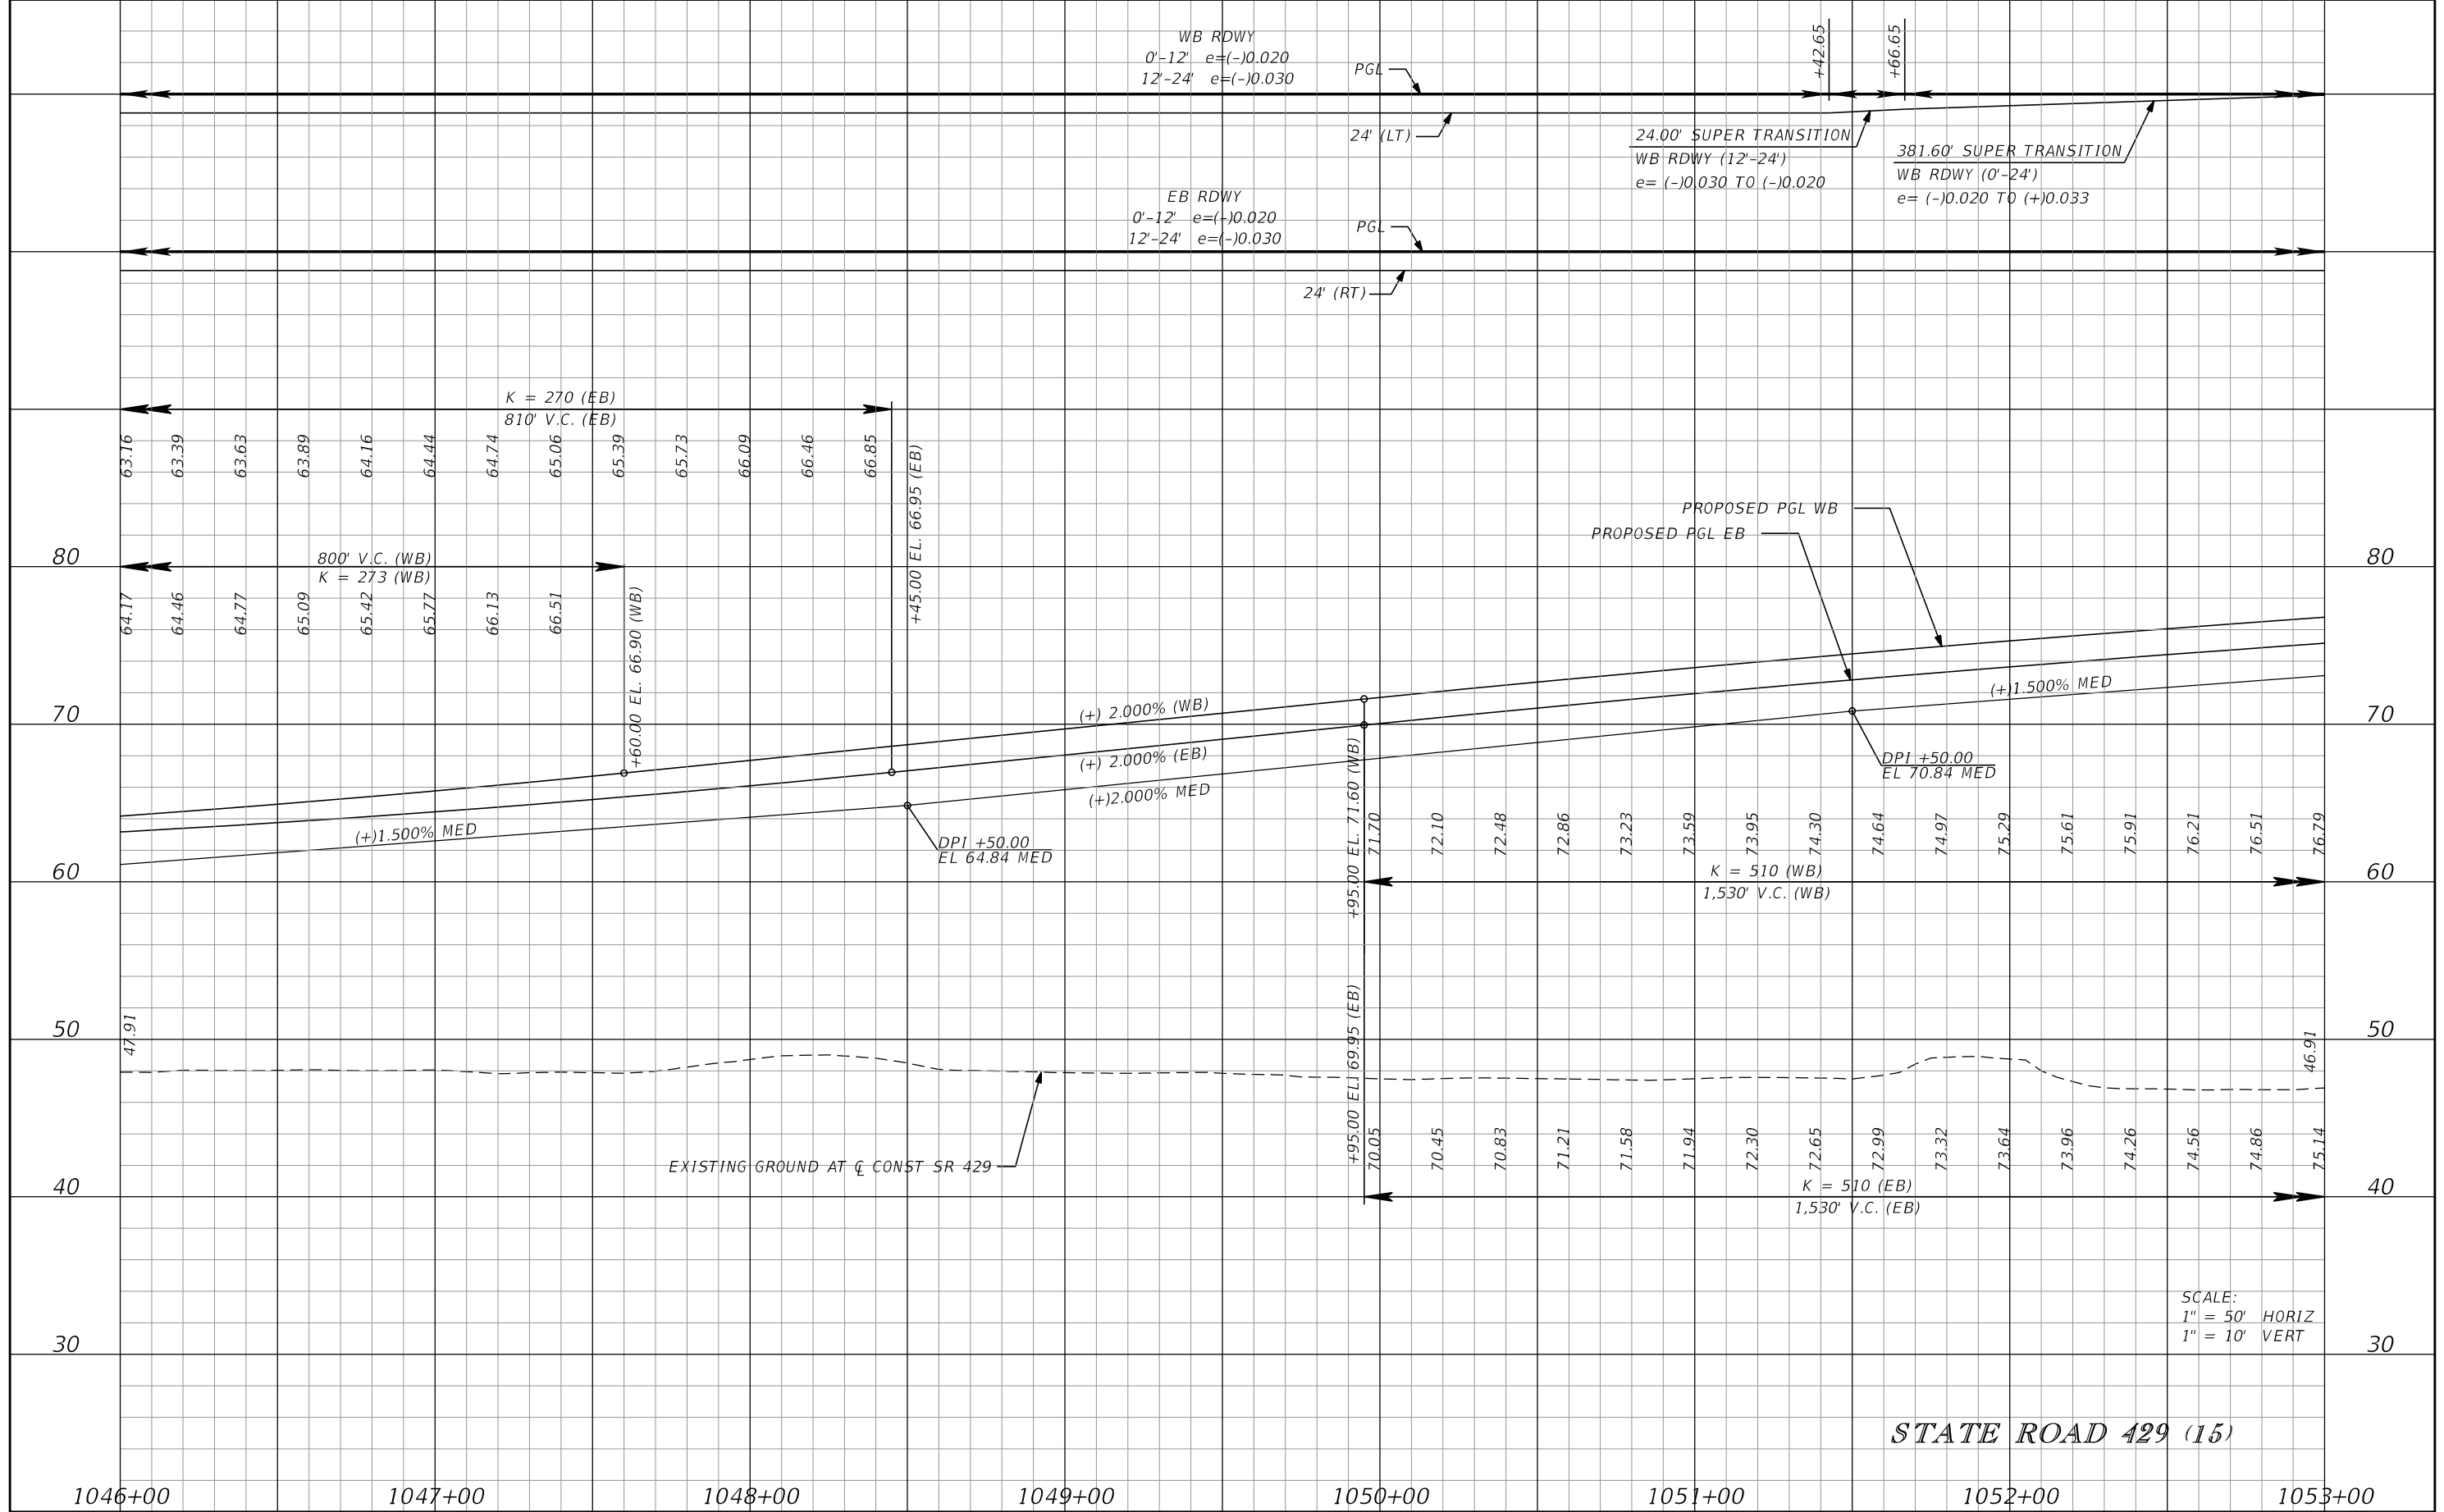 WB RDWY
0'-12' e=(-)0.020
12'-24' e=(-)0.030
PGL
+42.65
+66.65
24' (LT)
24.00' SUPER TRANSITION
WB RDWY (12'-24')
e= (-)0.030 TO (-)0.020
381.60' SUPER TRANSITION
WB RDWY (0'-24')
e= (-)0.020 TO (+)0.033
EB RDWY
0'-12' e=(-)0.020
12'-24' e=(-)0.030
PGL
24' (RT)
K = 270 (EB)
810' V.C. (EB)
63.16 63.39 63.63 63.89 64.16 64.44 64.74 65.06 65.39 65.73 66.09 66.46 66.85
+45.00 EL. 66.95 (EB)
PROPOSED PGL WB
PROPOSED PGL EB
80 80
800' V.C. (WB)
K = 273 (WB)
64.17 64.46 64.77 65.09 65.42 65.77 66.13 66.51
+60.00 EL. 66.90 (WB)
70 70
(+) 2.000% (WB)
(+) 2.000% (EB)
(+)2.000% MED
(+)1.500% MED
(+)1.500% MED
DPI +50.00
EL 70.84 MED
DPI +50.00
EL 64.84 MED
+95.00 EL. 71.60 (WB)
71.70 72.10 72.48 72.86 73.23 73.59 73.95 74.30 74.64 74.97 75.29 75.61 75.91 76.21 76.51 76.79
60 60
K = 510 (WB)
1,530' V.C. (WB)
50 50
47.91
46.91
+95.00 EL. 69.95 (EB)
70.05 70.45 70.83 71.21 71.58 71.94 72.30 72.65 72.99 73.32 73.64 73.96 74.26 74.56 74.86 75.14
EXISTING GROUND AT ℄ CONST SR 429
40 40
K = 510 (EB)
1,530' V.C. (EB)
SCALE:
1" = 50' HORIZ
1" = 10' VERT
30 30
STATE ROAD 429 (15)
1046+00 1047+00 1048+00 1049+00 1050+00 1051+00 1052+00 1053+00